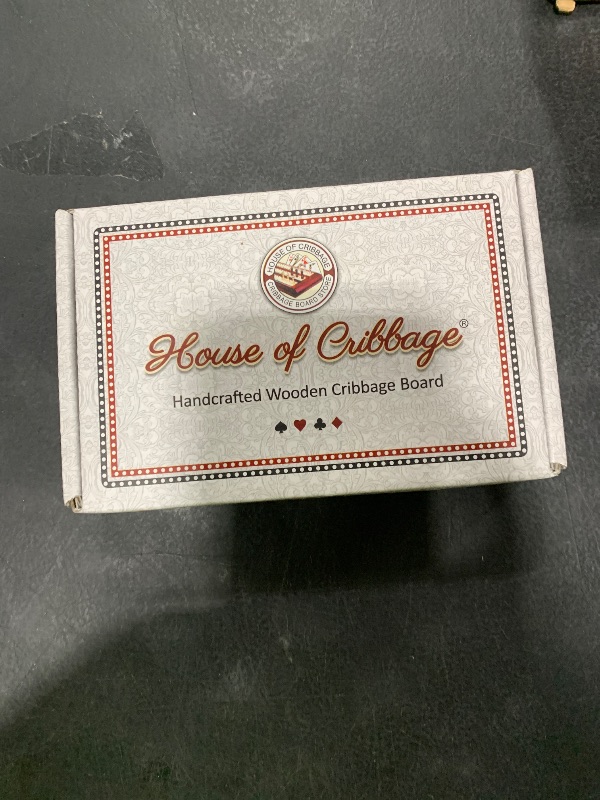 HOUSE OF CRIBBAGE
CRIBBAGE BOARD STORE
House of Cribbage®
Handcrafted Wooden Cribbage Board